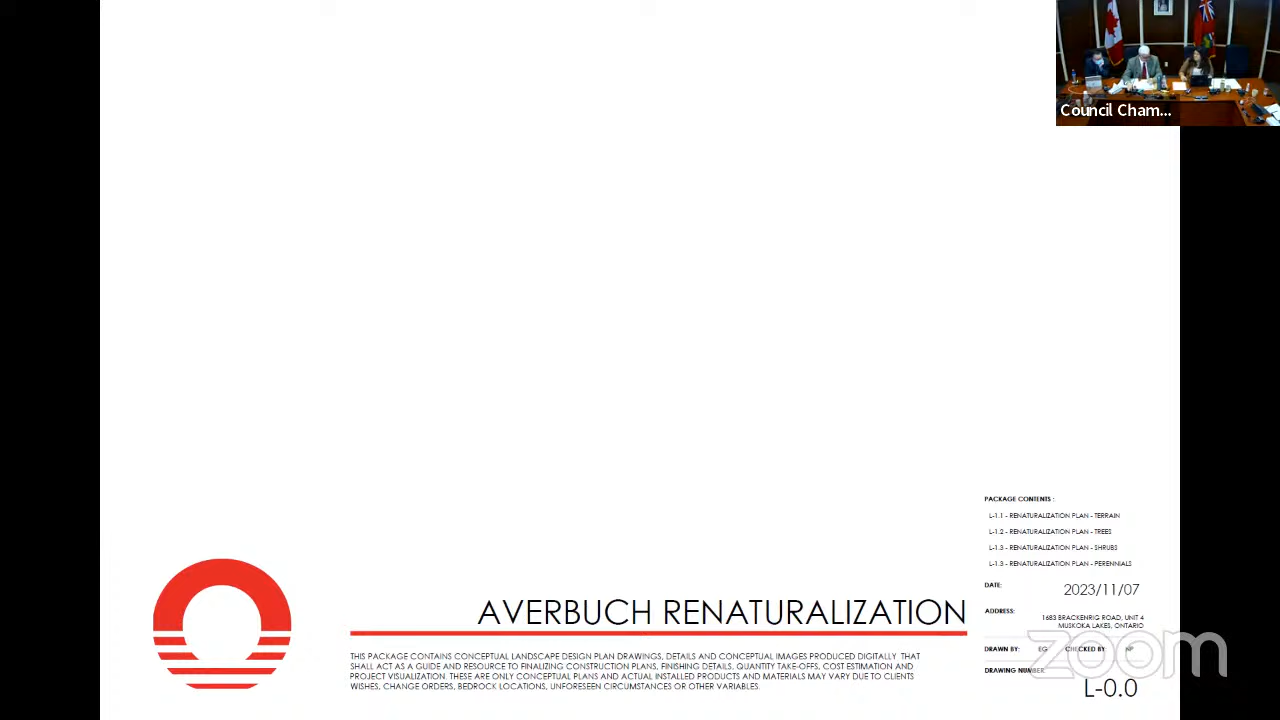 Council Cham...
PACKAGE CONTENTS :
L-1.1 - RENATURALIZATION PLAN - TERRAIN
L-1.2 - RENATURALIZATION PLAN - TREES
L-1.3 - RENATURALIZATION PLAN - SHRUBS
L-1.3 - RENATURALIZATION PLAN - PERENNIALS
DATE: 2023/11/07
ADDRESS: 1683 BRACKENRIG ROAD, UNIT 4
MUSKOKA LAKES, ONTARIO
DRAWN BY: EG CHECKED BY: NP
DRAWING NUMBER:
L-0.0
AVERBUCH RENATURALIZATION
THIS PACKAGE CONTAINS CONCEPTUAL LANDSCAPE DESIGN PLAN DRAWINGS, DETAILS AND CONCEPTUAL IMAGES PRODUCED DIGITALLY THAT
SHALL ACT AS A GUIDE AND RESOURCE TO FINALIZING CONSTRUCTION PLANS, FINISHING DETAILS, QUANTITY TAKE-OFFS, COST ESTIMATION AND
PROJECT VISUALIZATION. THESE ARE ONLY CONCEPTUAL PLANS AND ACTUAL INSTALLED PRODUCTS AND MATERIALS MAY VARY DUE TO CLIENTS
WISHES, CHANGE ORDERS, BEDROCK LOCATIONS, UNFORESEEN CIRCUMSTANCES OR OTHER VARIABLES.
zoom